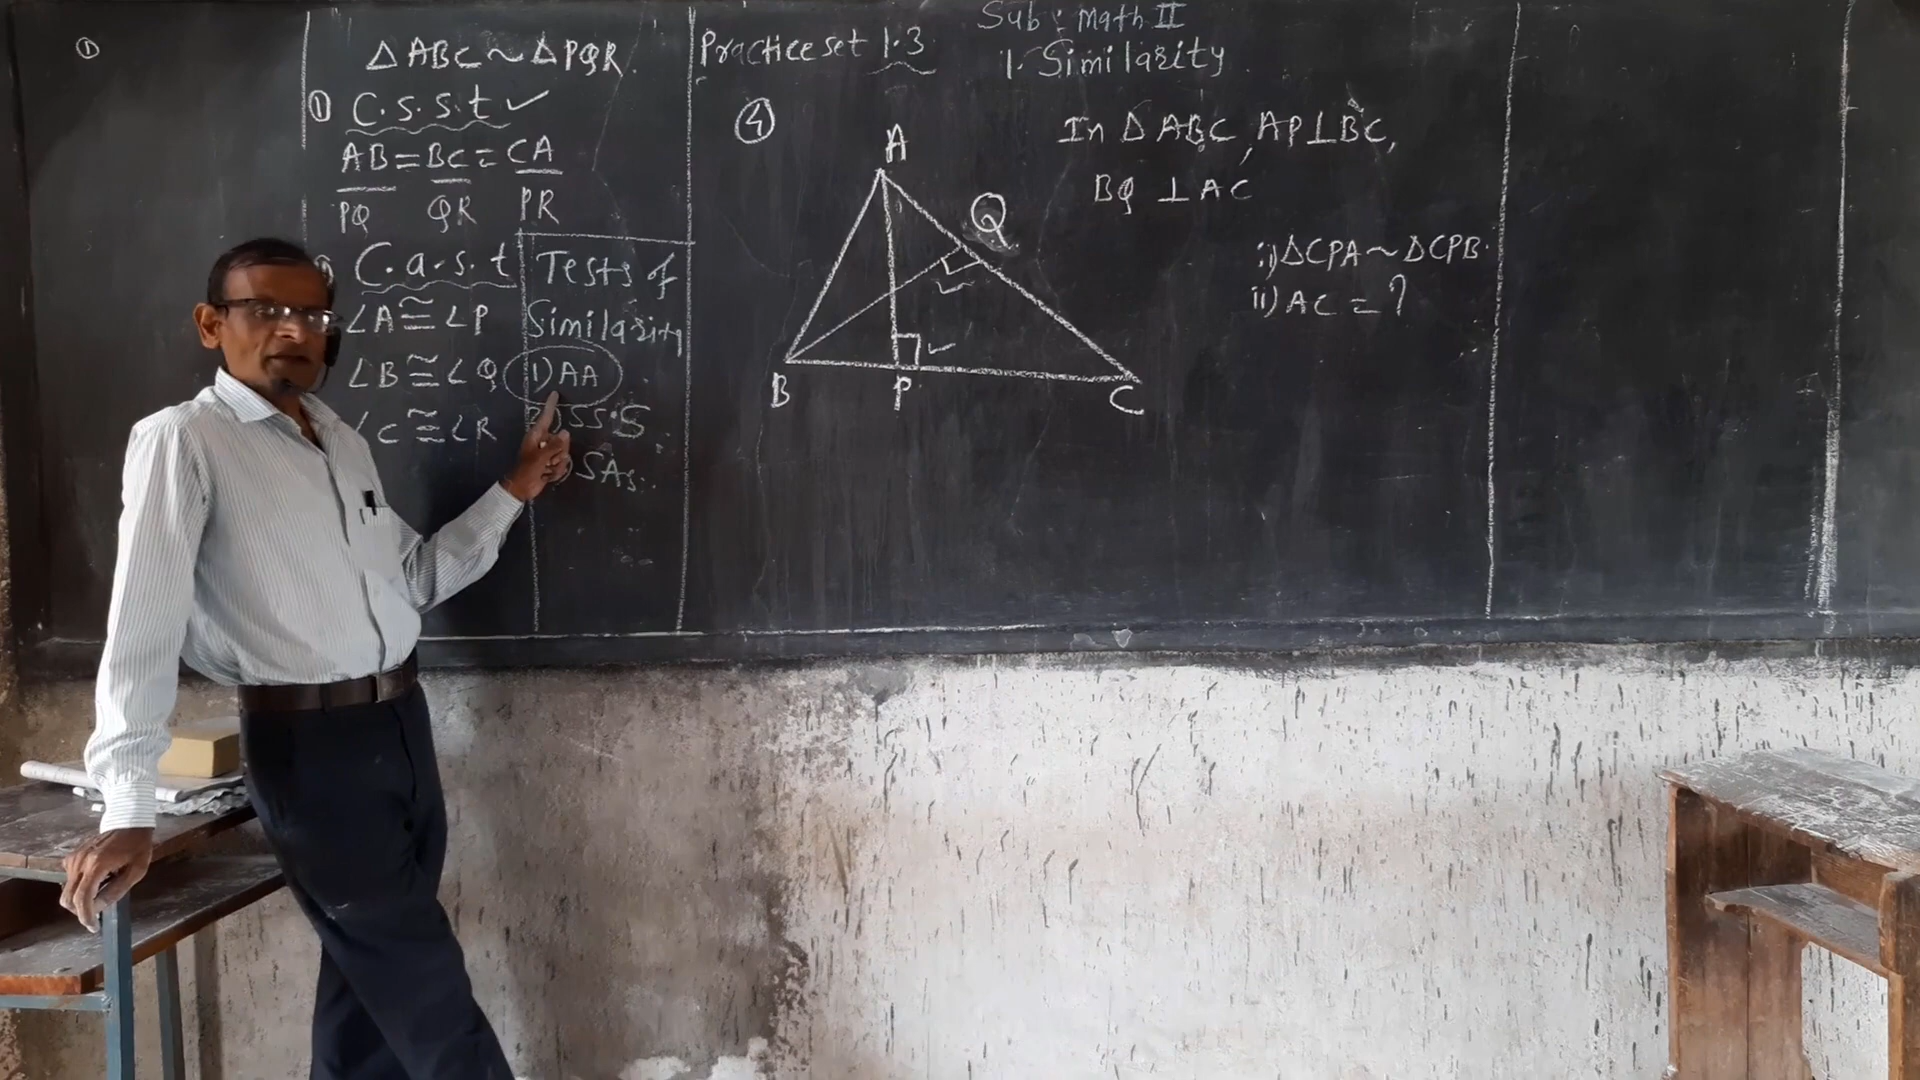 ①
△ABC ~ △PQR.
① C.s.s.t ✓
AB = BC = CA
PQ QR PR
C.a.s.t
∠A ≅ ∠P
∠B ≅ ∠Q
∠C ≅ ∠R
Tests of
Similarity
1) AA
SS.S
SAs.
Sub : Math II
Practice set 1.3
1. Similarity
④
A
Q
B
P
C
In △ABC, AP⊥BC,
BQ ⊥ AC
i) △CPA ~ △CPB.
ii) AC = ?